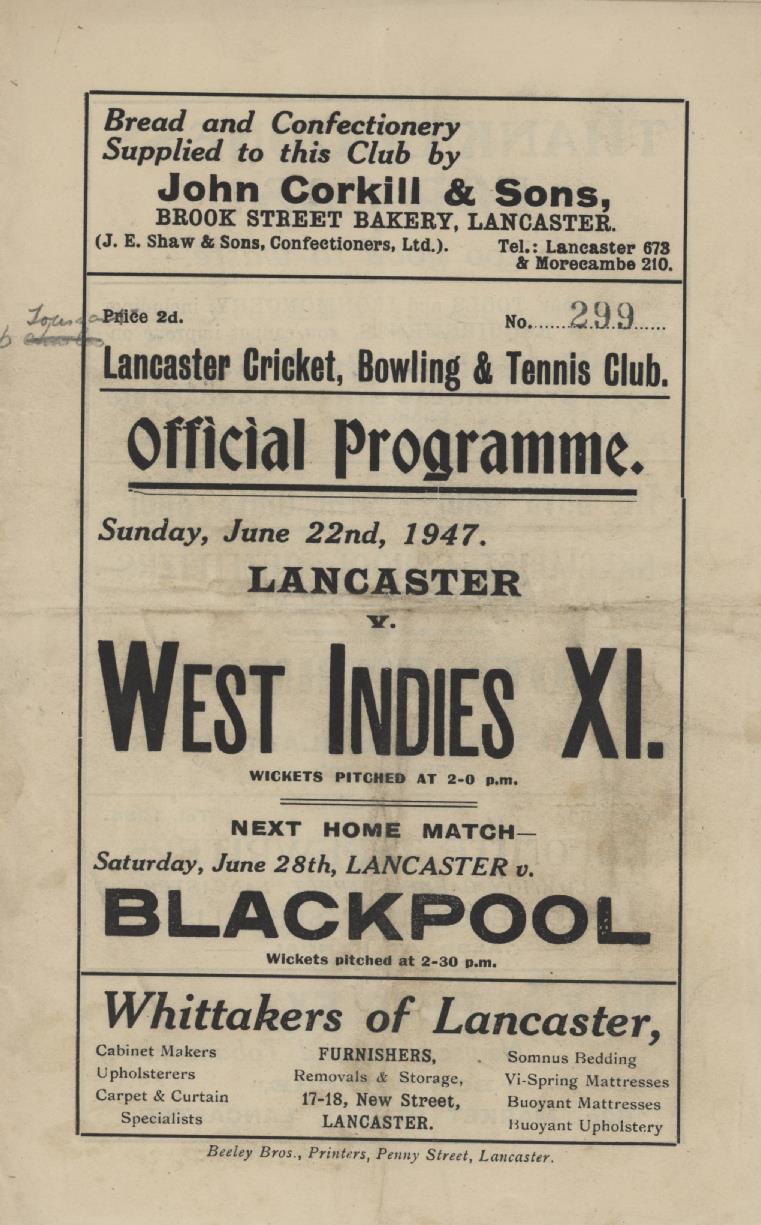 Bread and Confectionery
Supplied to this Club by
John Corkill & Sons,
BROOK STREET BAKERY, LANCASTER.
(J. E. Shaw & Sons, Confectioners, Ltd.). Tel.: Lancaster 673
& Morecambe 210.
Price 2d. No.......299......
Lancaster Cricket, Bowling & Tennis Club.
Official Programme.
Sunday, June 22nd, 1947.
LANCASTER
v.
WEST INDIES XI.
WICKETS PITCHED AT 2-0 p.m.
NEXT HOME MATCH—
Saturday, June 28th, LANCASTER v.
BLACKPOOL
Wickets pitched at 2-30 p.m.
Whittakers of Lancaster,
Cabinet Makers FURNISHERS, Somnus Bedding
Upholsterers Removals & Storage, Vi-Spring Mattresses
Carpet & Curtain 17-18, New Street, Buoyant Mattresses
Specialists LANCASTER. Buoyant Upholstery
Beeley Bros., Printers, Penny Street, Lancaster.